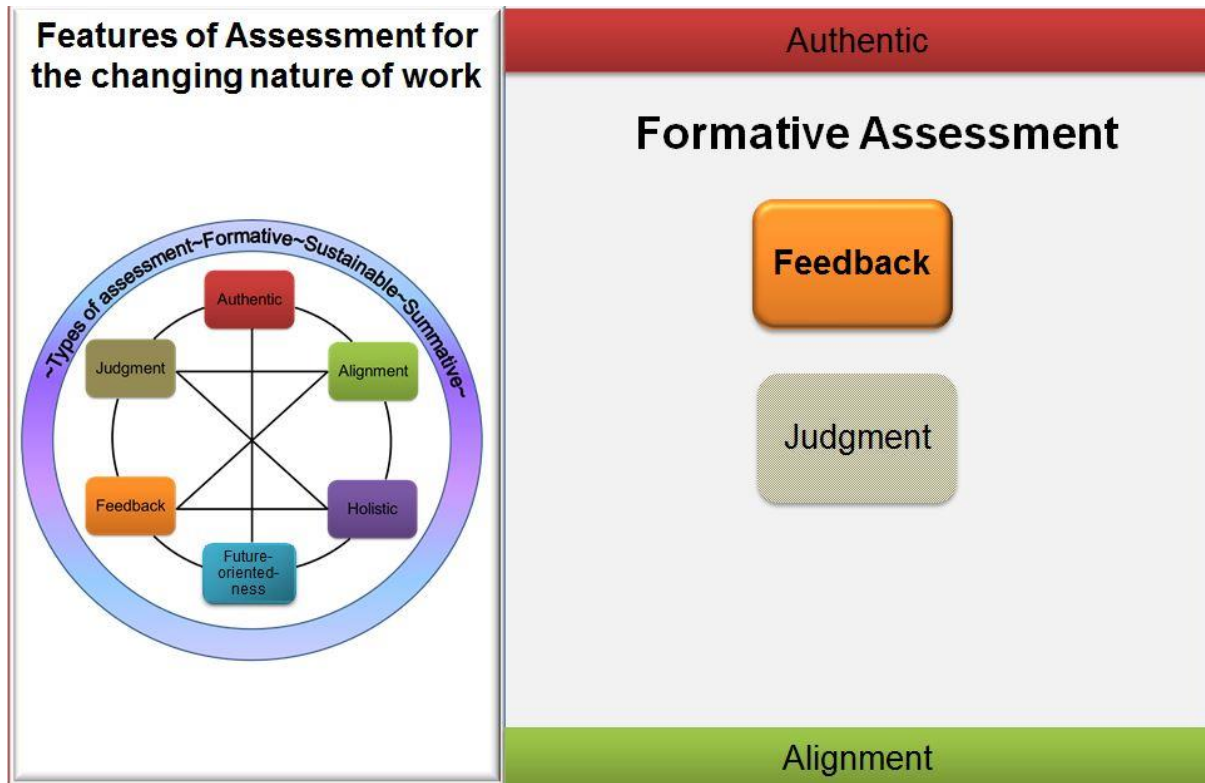 Features of Assessment for
the changing nature of work
~Types of assessment~Formative~Sustainable~Summative~
Authentic
Judgment
Alignment
Feedback
Holistic
Future-
oriented-
ness
Authentic
Formative Assessment
Feedback
Judgment
Alignment